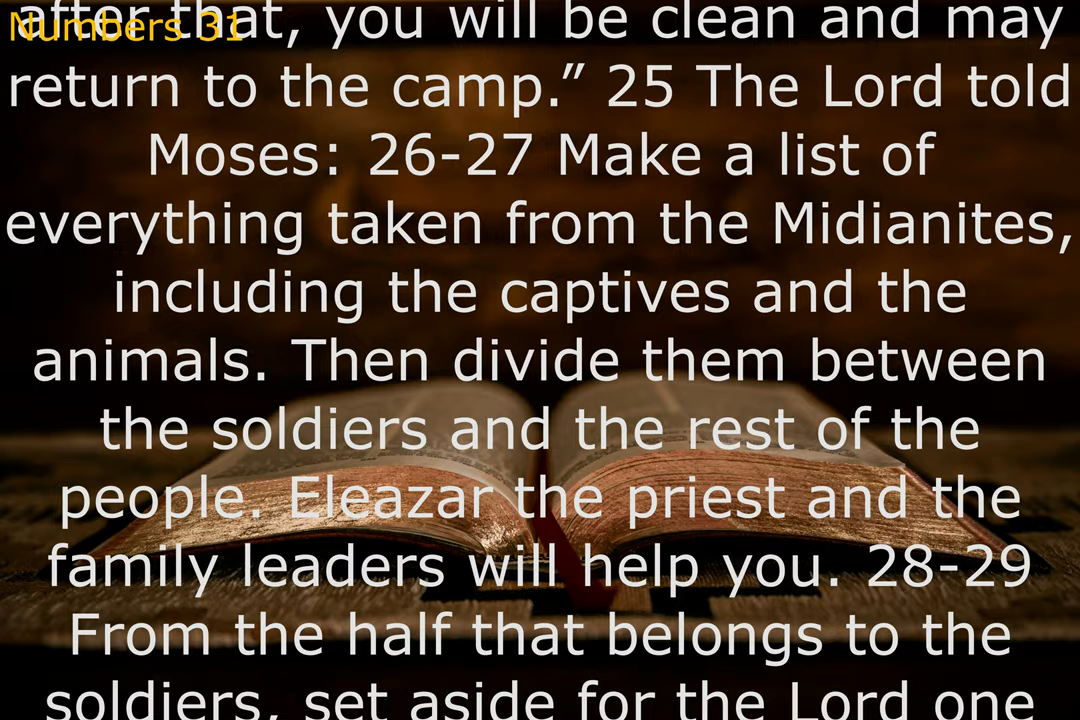 Numbers 31
after that, you will be clean and may
return to the camp.” 25 The Lord told
Moses: 26-27 Make a list of
everything taken from the Midianites,
including the captives and the
animals. Then divide them between
the soldiers and the rest of the
people. Eleazar the priest and the
family leaders will help you. 28-29
From the half that belongs to the
soldiers, set aside for the Lord one